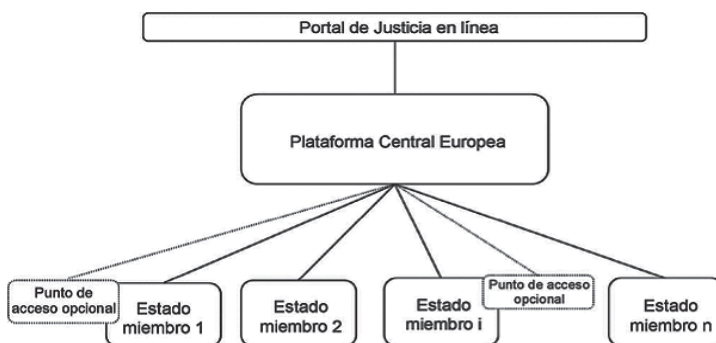 Portal de Justicia en línea
Plataforma Central Europea
Punto de
acceso opcional
Estado
miembro 1
Estado
miembro 2
Estado
miembro i
Punto de acceso
opcional
Estado
miembro n